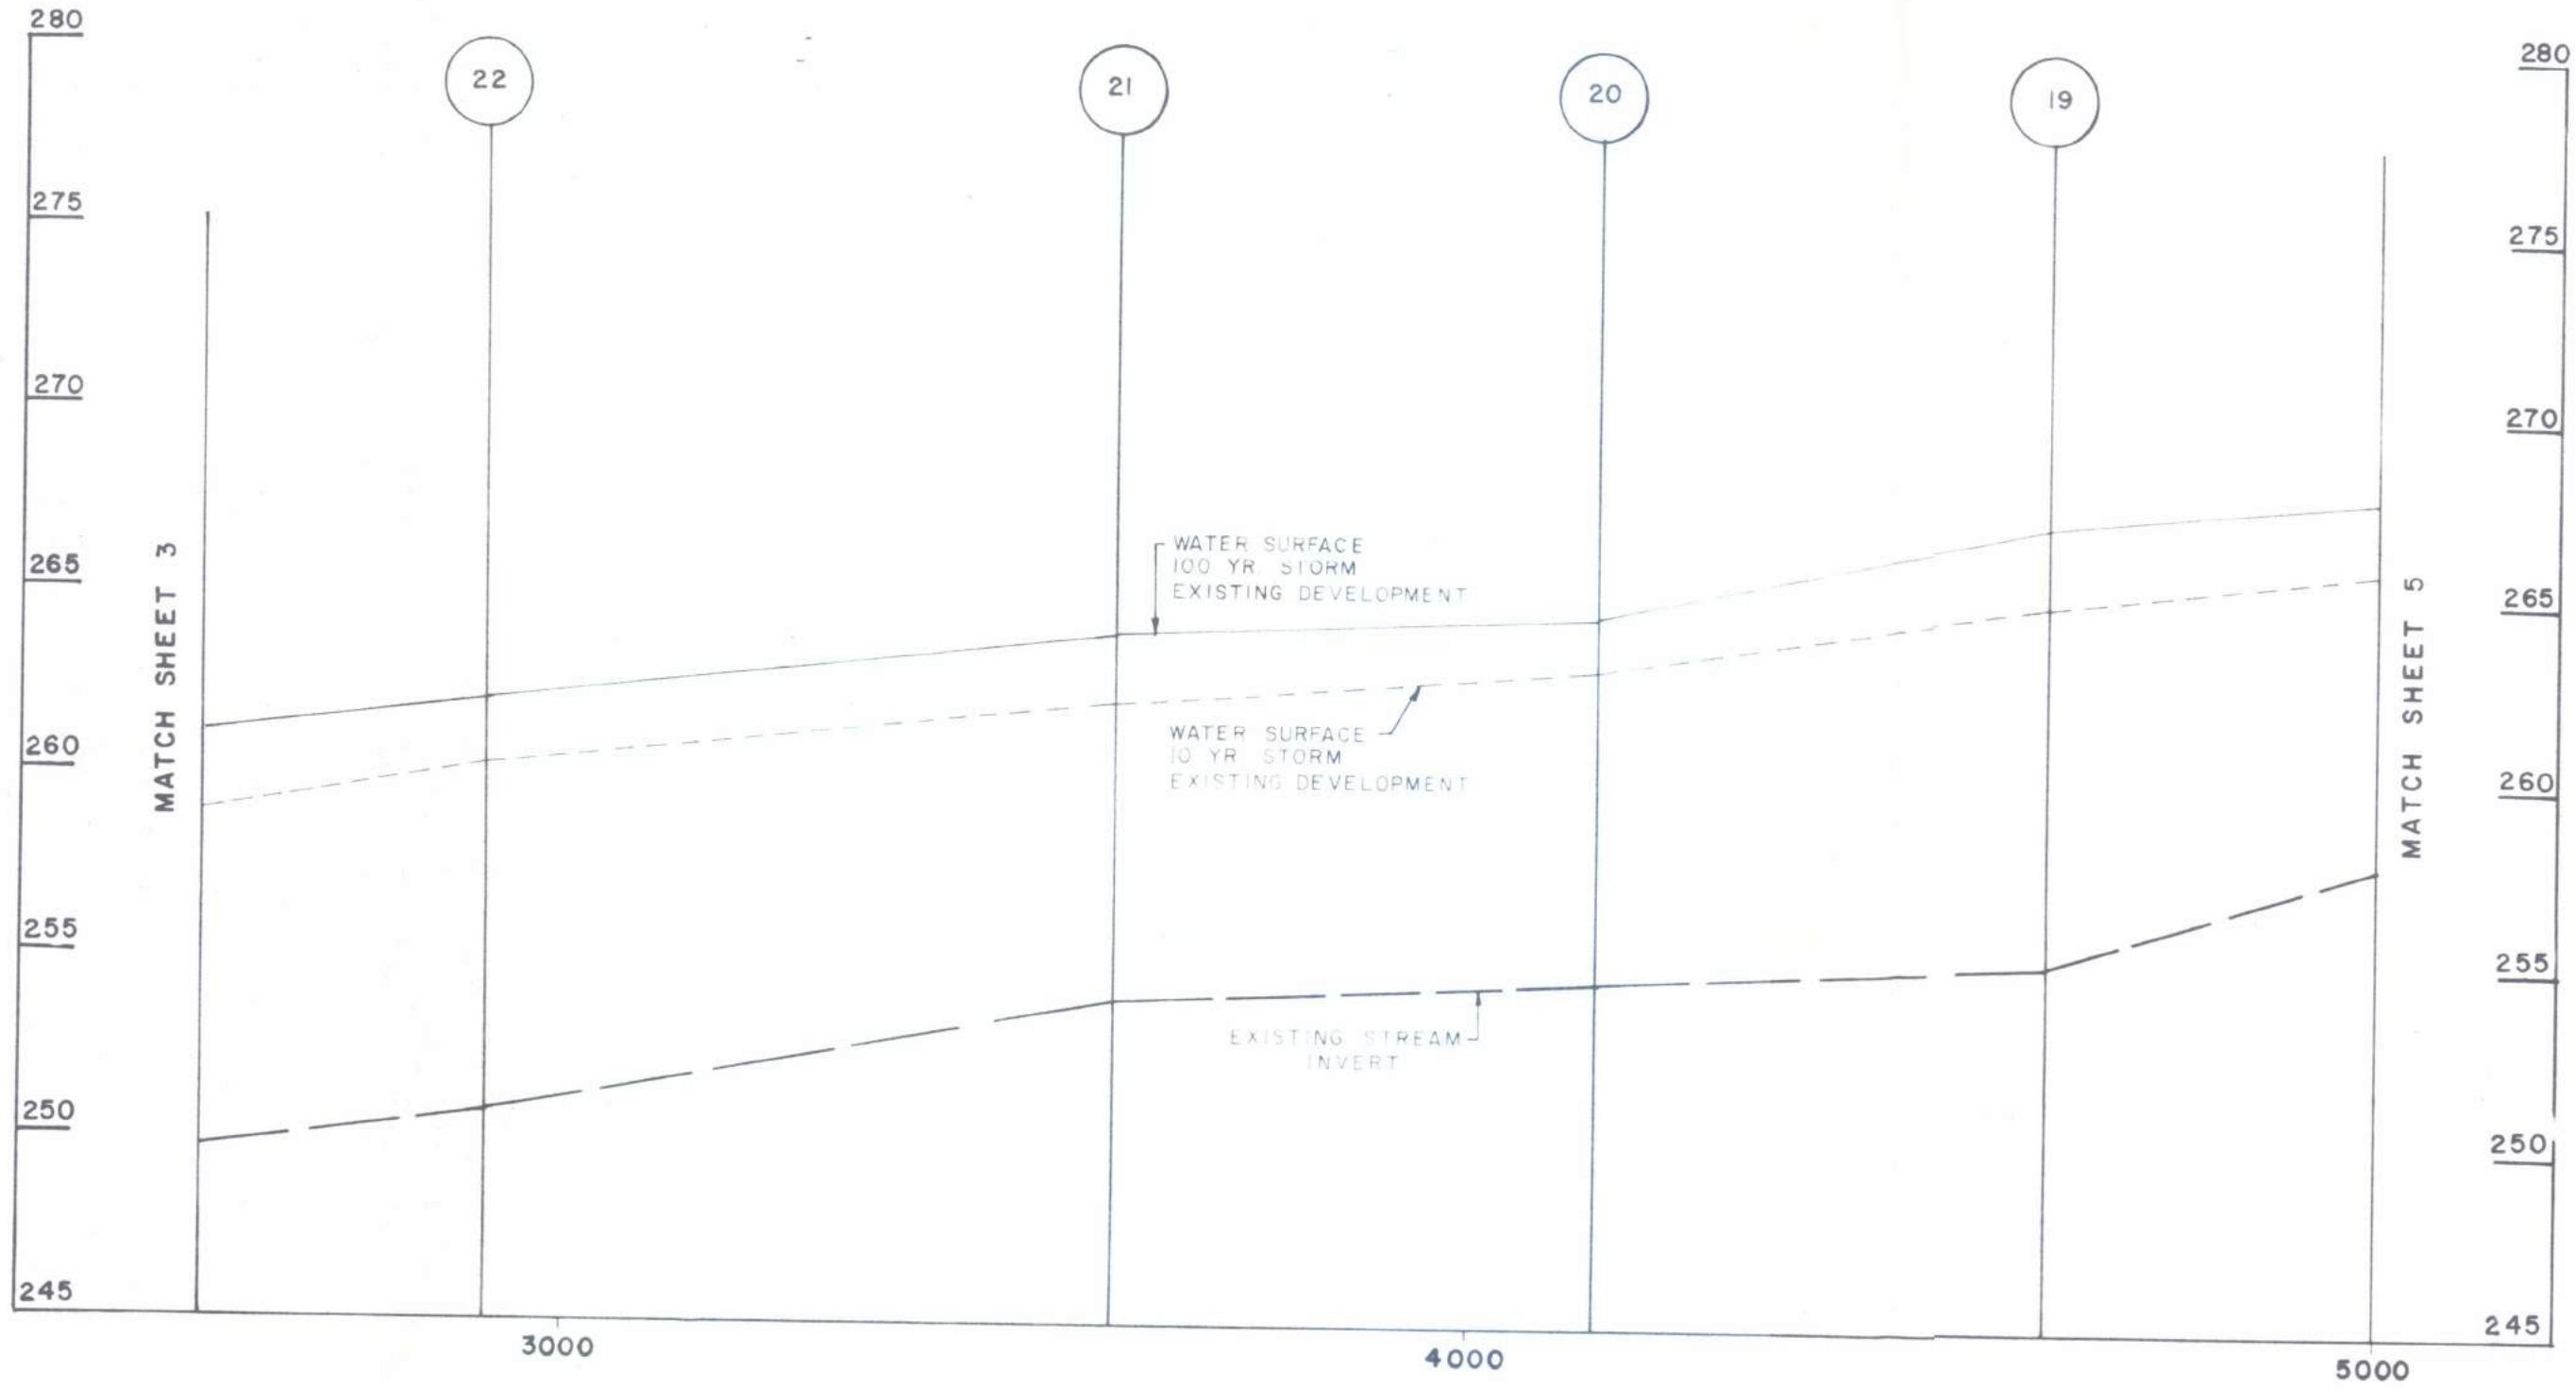 280
22
21
20
19
280
275
275
270
270
265
265
260
260
255
255
250
250
245
245
MATCH SHEET 3
WATER SURFACE
100 YR. STORM
EXISTING DEVELOPMENT
WATER SURFACE
10 YR STORM
EXISTING DEVELOPMENT
EXISTING STREAM
INVERT
MATCH SHEET 5
3000
4000
5000